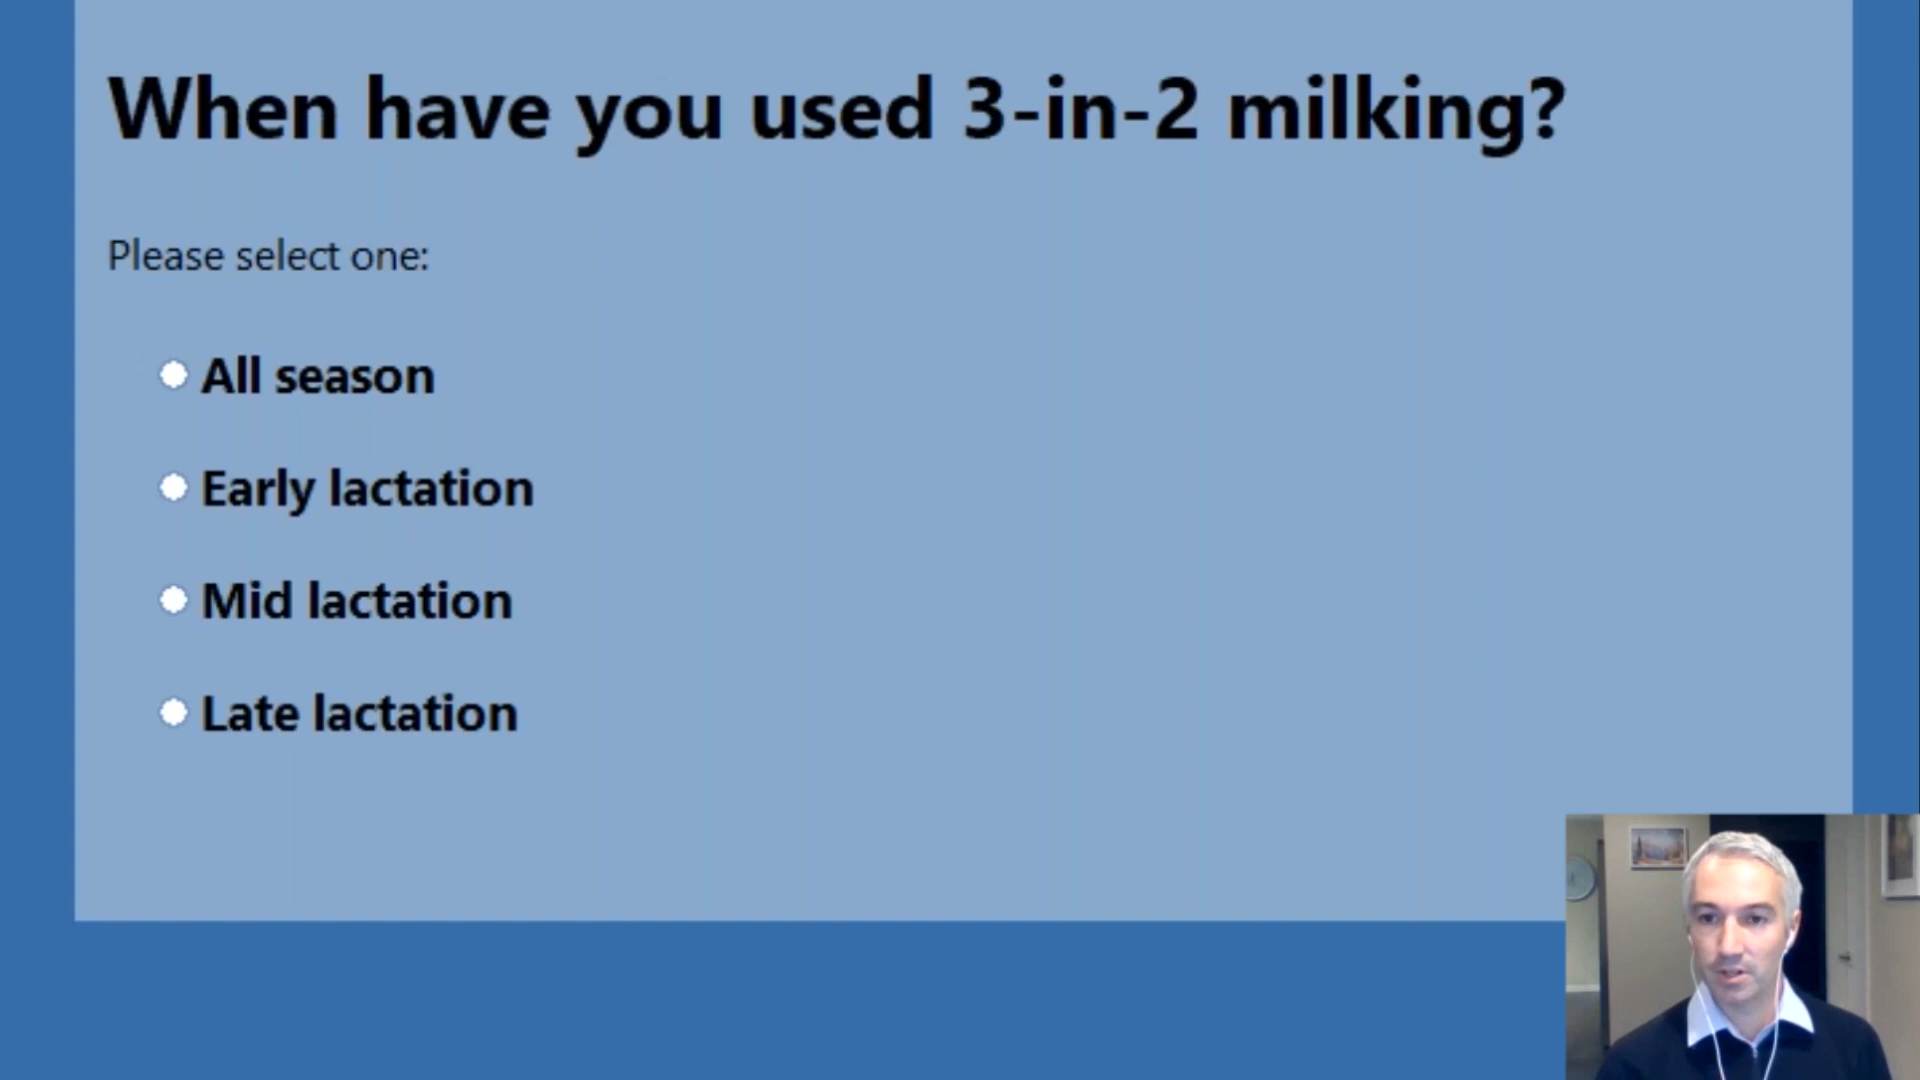 When have you used 3-in-2 milking?
Please select one:
All season
Early lactation
Mid lactation
Late lactation